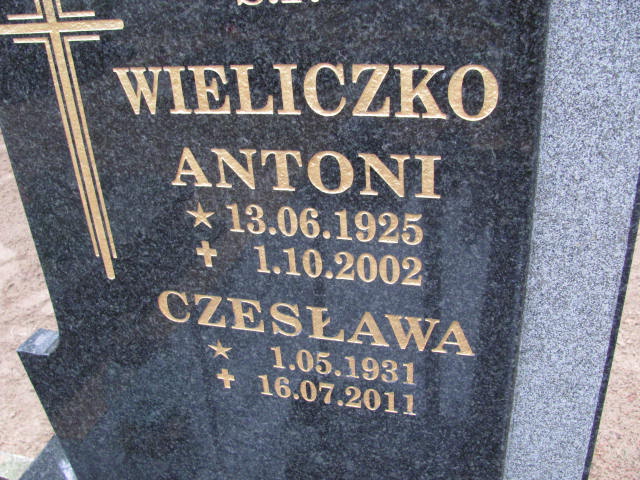 Ś.P.
WIELICZKO
ANTONI
★ 13.06.1925
✝ 1.10.2002
CZESŁAWA
★ 1.05.1931
✝ 16.07.2011